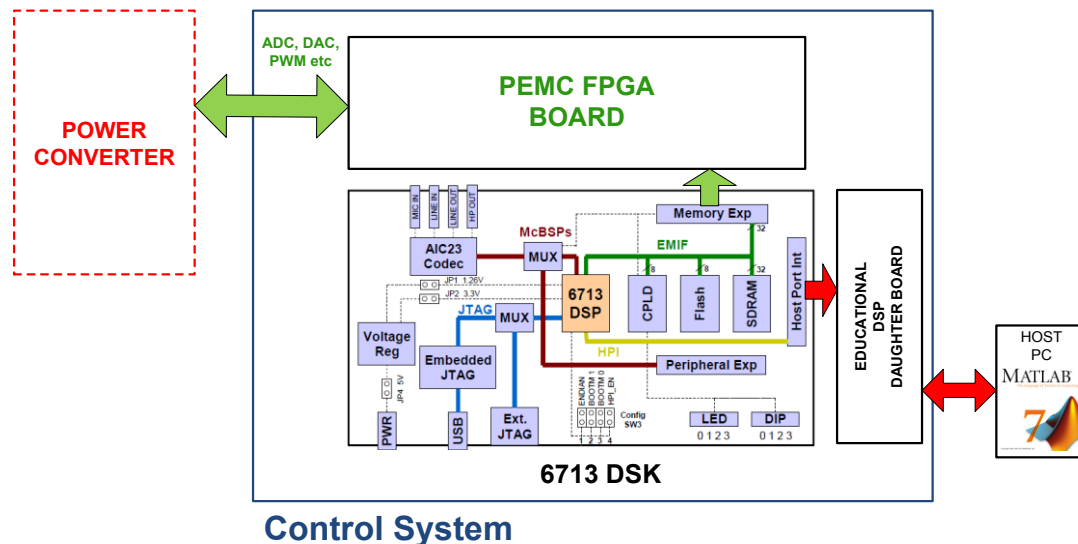 ADC, DAC,
PWM etc
PEMC FPGA
BOARD
POWER
CONVERTER
MIC IN
LINE IN
LINE OUT
HP OUT
Memory Exp
32
McBSPs
AIC23
Codec
MUX
EMIF
8
8
32
JP1 1.26V
JP2 3.3V
6713
DSP
CPLD
Flash
SDRAM
Host Port Int
JTAG
MUX
Voltage
Reg
Embedded
JTAG
HPI
Peripheral Exp
JP4 5V
ENDIAN
BOOTM 1
BOOTM 0
HPI_EN
Config
SW3
1 2 3 4
PWR
USB
Ext.
JTAG
LED
DIP
0 1 2 3
0 1 2 3
6713 DSK
EDUCATIONAL
DSP
DAUGHTER BOARD
HOST
PC
MATLAB
7
Control System